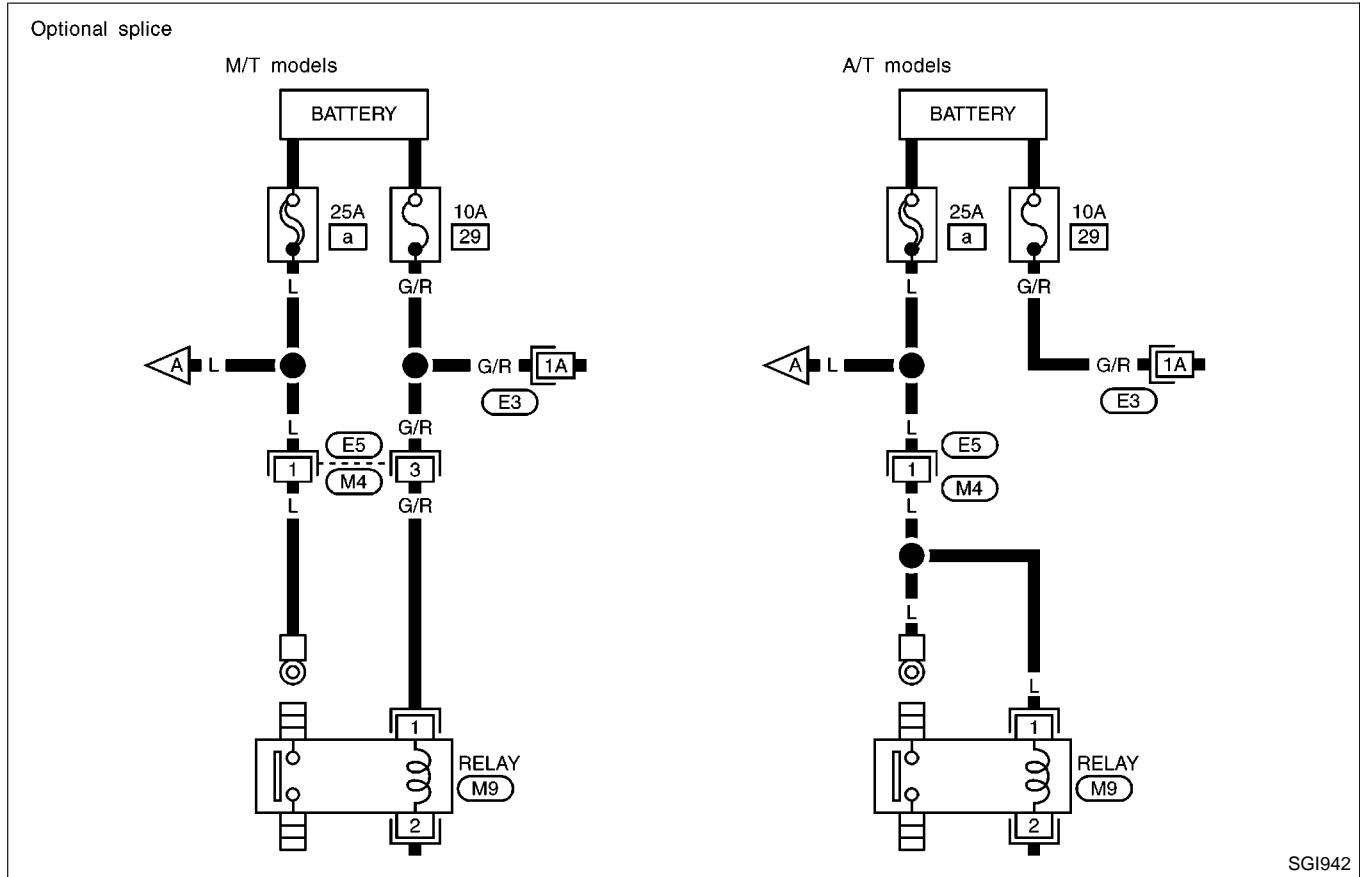 Optional splice
M/T models
BATTERY
25A
a
10A
29
L
G/R
A
L
G/R
1A
E3
L
G/R
E5
1
3
M4
L
G/R
1
RELAY
M9
2
A/T models
BATTERY
25A
a
10A
29
L
G/R
A
L
G/R
1A
E3
L
E5
1
M4
L
L
L
1
RELAY
M9
2
SGI942